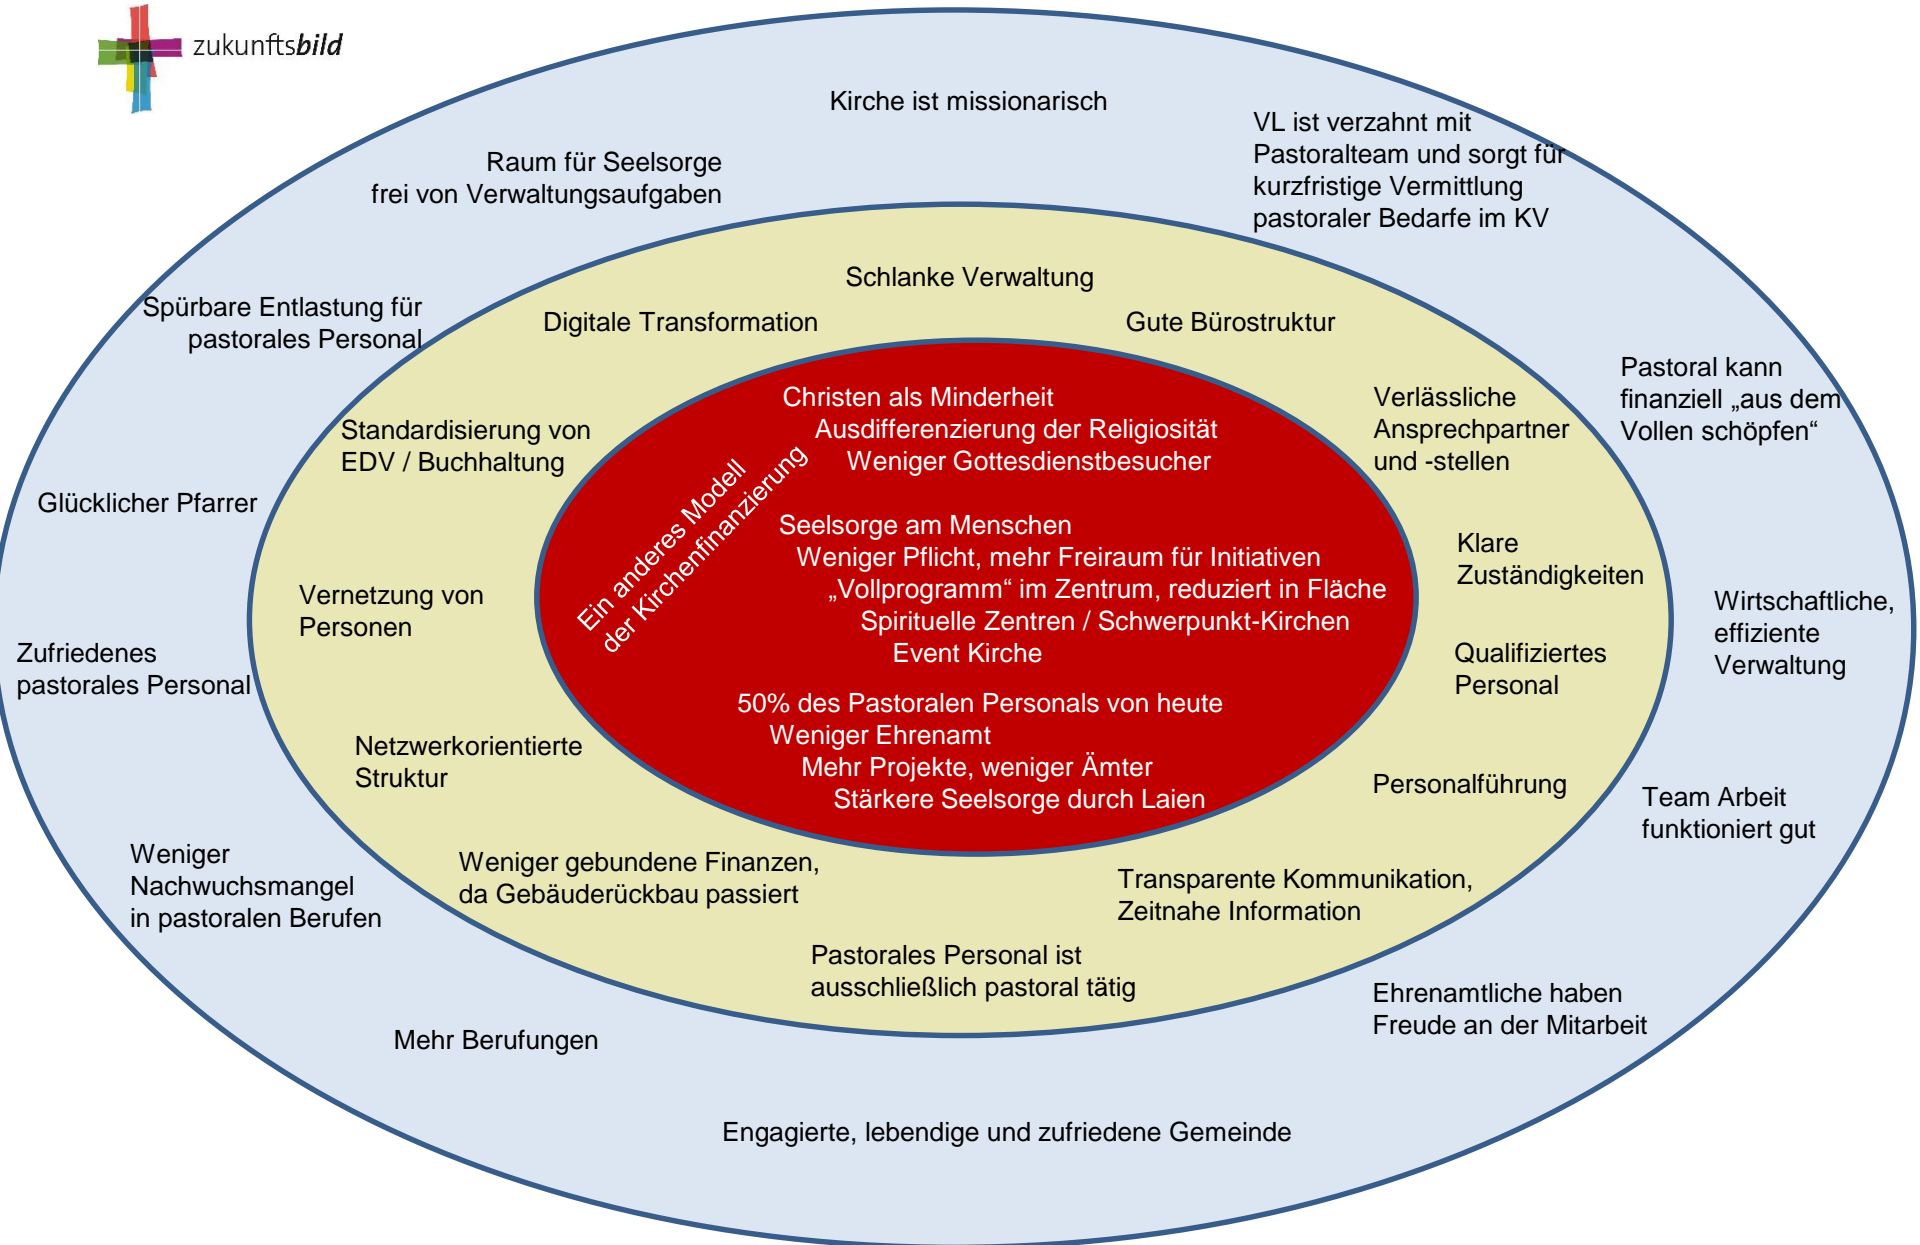 zukunftsbild
Kirche ist missionarisch
VL ist verzahnt mit
Pastoralteam und sorgt für
kurzfristige Vermittlung
pastoraler Bedarfe im KV
Raum für Seelsorge
frei von Verwaltungsaufgaben
Spürbare Entlastung für
pastorales Personal
Glücklicher Pfarrer
Zufriedenes
pastorales Personal
Weniger
Nachwuchsmangel
in pastoralen Berufen
Mehr Berufungen
Engagierte, lebendige und zufriedene Gemeinde
Ehrenamtliche haben
Freude an der Mitarbeit
Team Arbeit
funktioniert gut
Wirtschaftliche,
effiziente
Verwaltung
Pastoral kann
finanziell „aus dem
Vollen schöpfen“
Schlanke Verwaltung
Digitale Transformation
Gute Bürostruktur
Standardisierung von
EDV / Buchhaltung
Verlässliche
Ansprechpartner
und -stellen
Vernetzung von
Personen
Klare
Zuständigkeiten
Qualifiziertes
Personal
Netzwerkorientierte
Struktur
Personalführung
Weniger gebundene Finanzen,
da Gebäuderückbau passiert
Transparente Kommunikation,
Zeitnahe Information
Pastorales Personal ist
ausschließlich pastoral tätig
Ein anderes Modell
der Kirchenfinanzierung
Christen als Minderheit
Ausdifferenzierung der Religiosität
Weniger Gottesdienstbesucher
Seelsorge am Menschen
Weniger Pflicht, mehr Freiraum für Initiativen
„Vollprogramm“ im Zentrum, reduziert in Fläche
Spirituelle Zentren / Schwerpunkt-Kirchen
Event Kirche
50% des Pastoralen Personals von heute
Weniger Ehrenamt
Mehr Projekte, weniger Ämter
Stärkere Seelsorge durch Laien